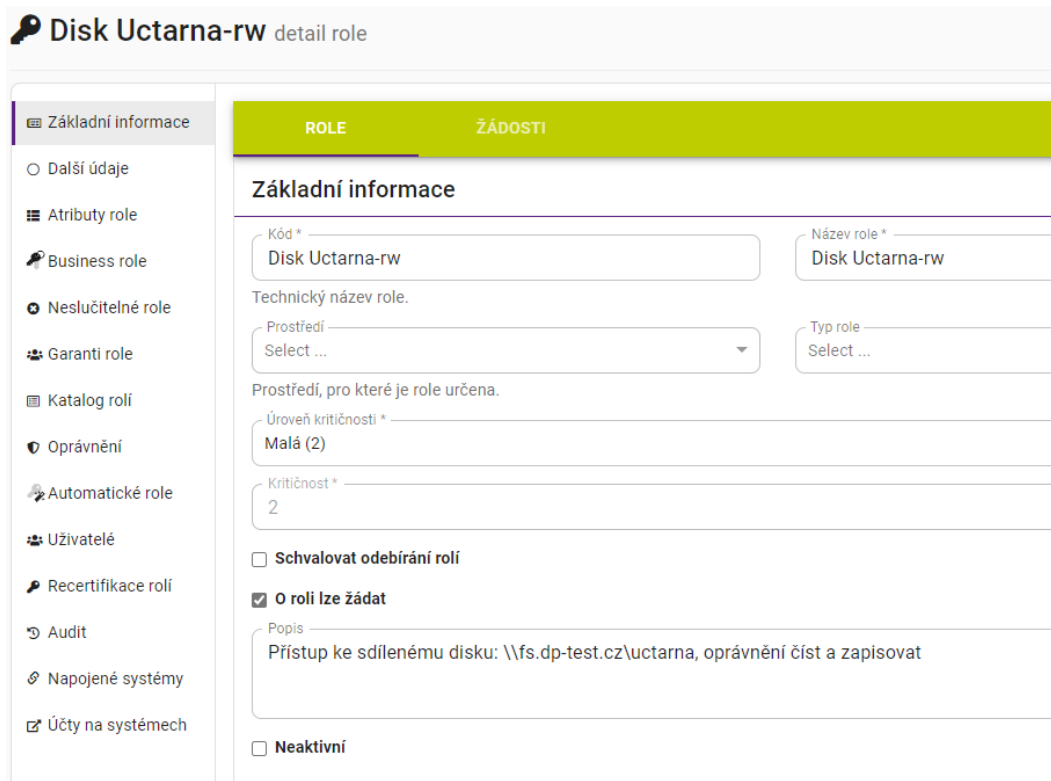 Disk Uctarna-rw detail role
Základní informace
Další údaje
Atributy role
Business role
Neslučitelné role
Garanti role
Katalog rolí
Oprávnění
Automatické role
Uživatelé
Recertifikace rolí
Audit
Napojené systémy
Účty na systémech
ROLE ŽÁDOSTI
Základní informace
Kód * Název role *
Disk Uctarna-rw Disk Uctarna-rw
Technický název role.
Prostředí Typ role
Select ... Select ...
Prostředí, pro které je role určena.
Úroveň kritičnosti *
Malá (2)
Kritičnost *
2
Schvalovat odebírání rolí
O roli lze žádat
Popis
Přístup ke sdílenému disku: \\fs.dp-test.cz\uctarna, oprávnění číst a zapisovat
Neaktivní